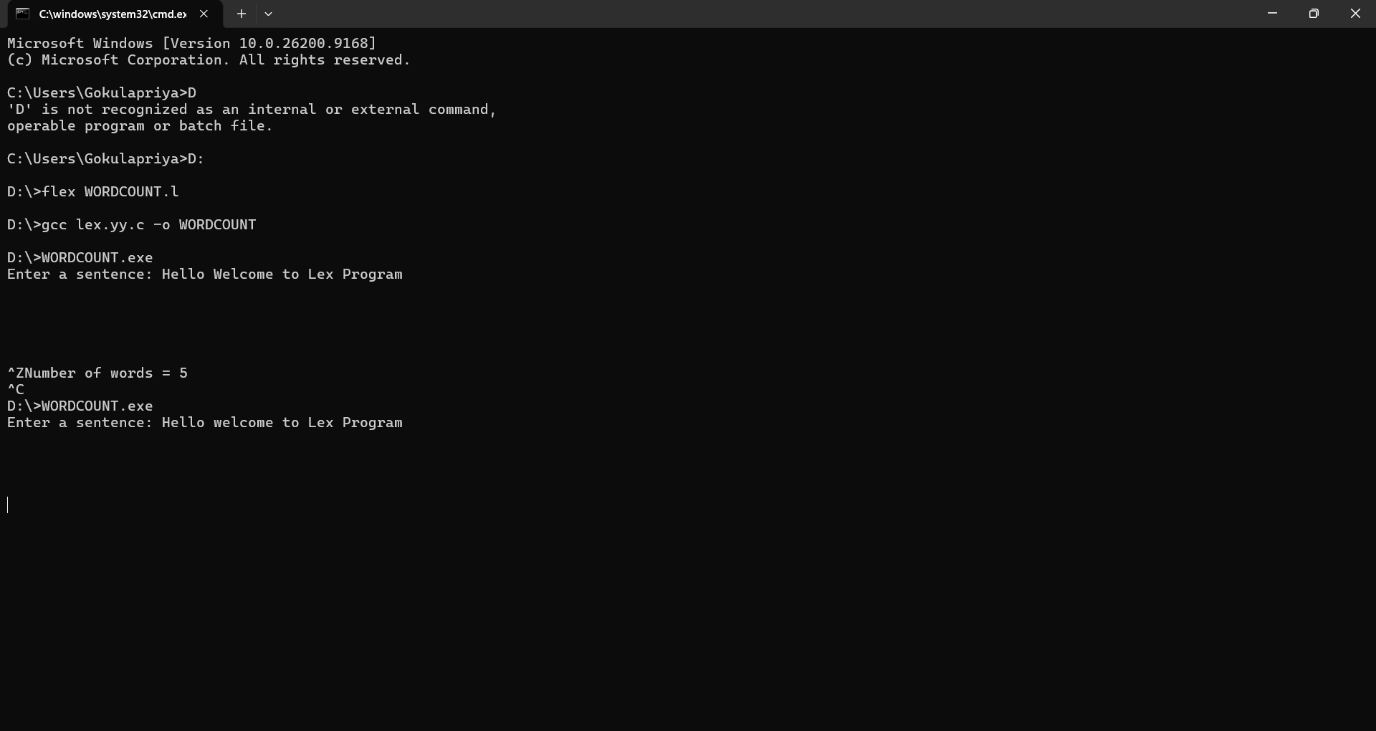 C:\windows\system32\cmd.ex
Microsoft Windows [Version 10.0.26200.9168]
(c) Microsoft Corporation. All rights reserved.
C:\Users\Gokulapriya>D
'D' is not recognized as an internal or external command,
operable program or batch file.
C:\Users\Gokulapriya>D:
D:\>flex WORDCOUNT.l
D:\>gcc lex.yy.c -o WORDCOUNT
D:\>WORDCOUNT.exe
Enter a sentence: Hello Welcome to Lex Program
^ZNumber of words = 5
^C
D:\>WORDCOUNT.exe
Enter a sentence: Hello welcome to Lex Program